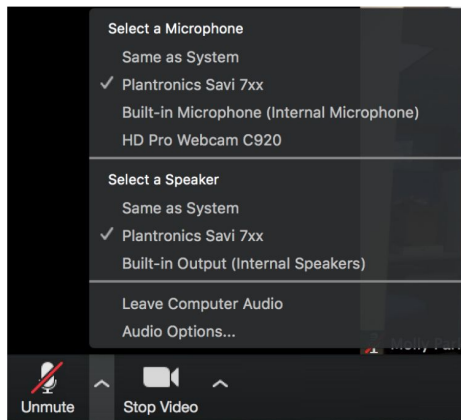 Select a Microphone
Same as System
✓ Plantronics Savi 7xx
Built-in Microphone (Internal Microphone)
HD Pro Webcam C920
Select a Speaker
Same as System
✓ Plantronics Savi 7xx
Built-in Output (Internal Speakers)
Leave Computer Audio
Audio Options...
Molly
Unmute
Stop Video